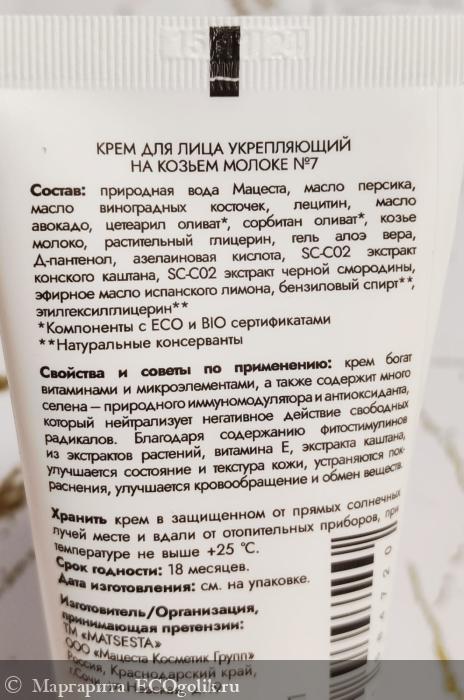 КРЕМ ДЛЯ ЛИЦА УКРЕПЛЯЮЩИЙ
НА КОЗЬЕМ МОЛОКЕ №7
Состав: природная вода Мацеста, масло персика,
масло виноградных косточек, лецитин, масло
авокадо, цетеарил оливат*, сорбитан оливат*, козье
молоко, растительный глицерин, гель алоэ вера,
Д-пантенол, азелаиновая кислота, SC-CO2 экстракт
конского каштана, SC-CO2 экстракт черной смородины,
эфирное масло испанского лимона, бензиловый спирт**,
этилгексилглицерин**
*Компоненты с ECO и BIO сертификатами
**Натуральные консерванты
Свойства и советы по применению: крем богат
витаминами и микроэлементами, а также содержит много
селена – природного иммуномодулятора и антиоксиданта,
который нейтрализует негативное действие свободных
радикалов. Благодаря содержанию фитостимулинов
из экстрактов растений, витамина Е, экстракта каштана,
улучшается состояние и текстура кожи, устраняются пок-
раснения, улучшается кровообращение и обмен веществ.
Хранить крем в защищенном от прямых солнечных
лучей месте и вдали от отопительных приборов, при
температуре не выше +25 °C.
Срок годности: 18 месяцев.
Дата изготовления: см. на упаковке.
Изготовитель/Организация,
принимающая претензии:
ТМ «MATSESTA»
ООО «Мацеста Косметик Групп»
Россия, Краснодарский край,
Маргарітта ECOgolik.ru